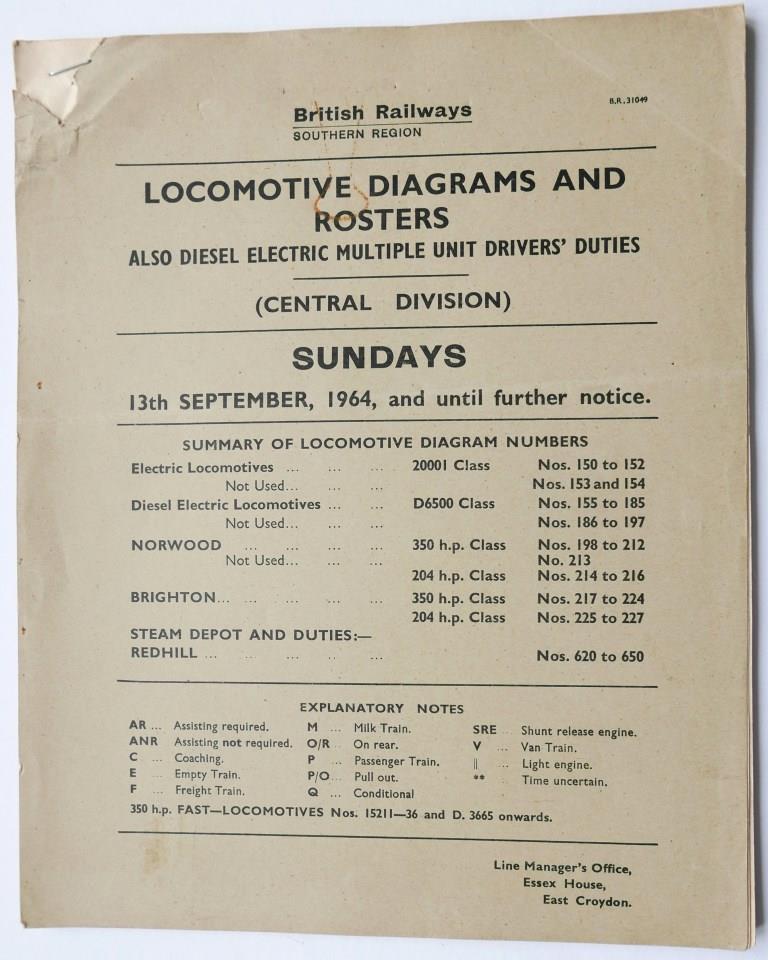 British Railways
SOUTHERN REGION
B.R. 31049
LOCOMOTIVE DIAGRAMS AND
ROSTERS
ALSO DIESEL ELECTRIC MULTIPLE UNIT DRIVERS' DUTIES
(CENTRAL DIVISION)
SUNDAYS
13th SEPTEMBER, 1964, and until further notice.
SUMMARY OF LOCOMOTIVE DIAGRAM NUMBERS
Electric Locomotives ... ... ... 20001 Class Nos. 150 to 152
Not Used... ... ... Nos. 153 and 154
Diesel Electric Locomotives ... ... D6500 Class Nos. 155 to 185
Not Used... ... ... Nos. 186 to 197
NORWOOD ... ... ... ... 350 h.p. Class Nos. 198 to 212
Not Used... ... ... No. 213
204 h.p. Class Nos. 214 to 216
BRIGHTON... ... ... ... ... 350 h.p. Class Nos. 217 to 224
204 h.p. Class Nos. 225 to 227
STEAM DEPOT AND DUTIES:—
REDHILL ... ... ... ... ... Nos. 620 to 650
EXPLANATORY NOTES
AR ... Assisting required. M ... Milk Train. SRE ... Shunt release engine.
ANR Assisting not required. O/R ... On rear. V ... Van Train.
C ... Coaching. P ... Passenger Train. || ... Light engine.
E ... Empty Train. P/O ... Pull out. ** ... Time uncertain.
F ... Freight Train. Q ... Conditional
350 h.p. FAST—LOCOMOTIVES Nos. 15211—36 and D. 3665 onwards.
Line Manager's Office,
Essex House,
East Croydon.